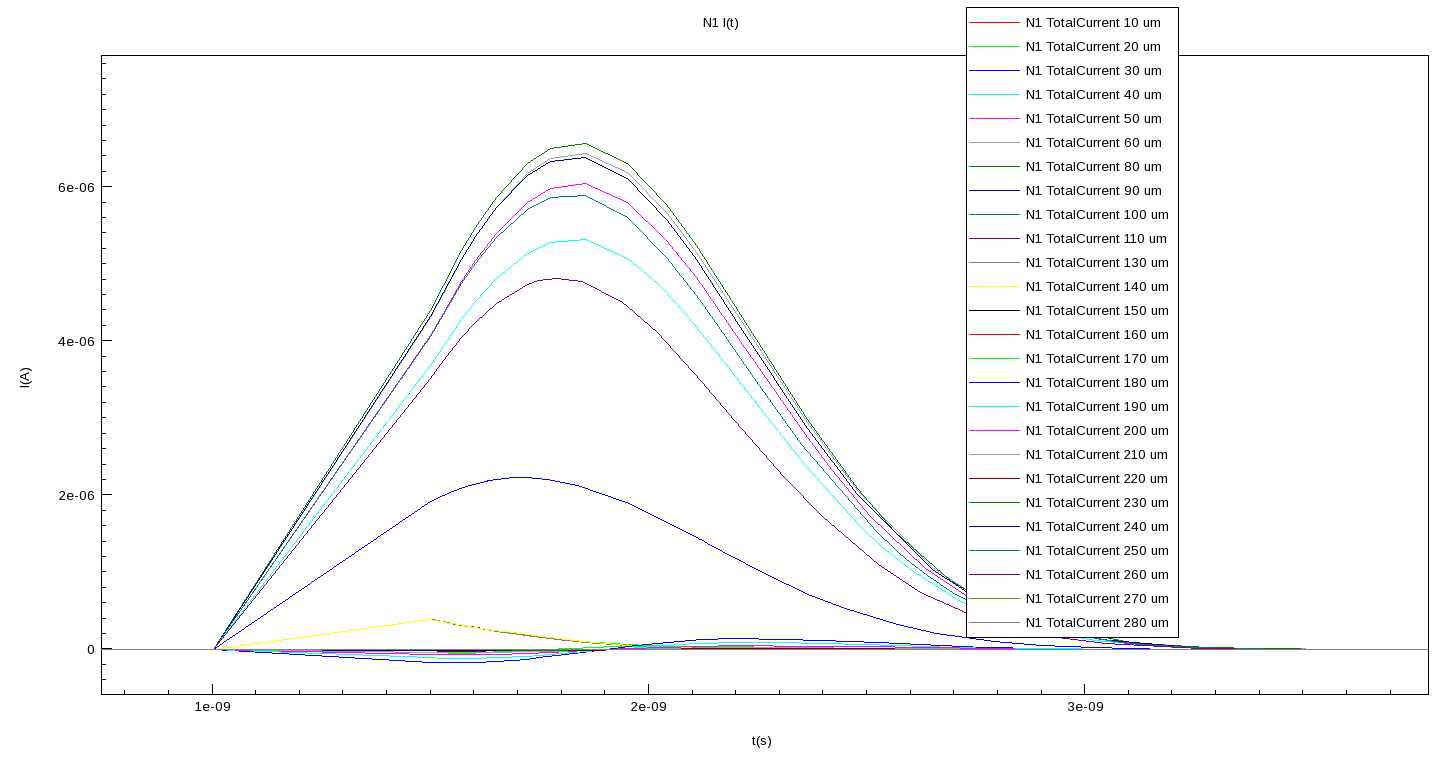 N1 I(t)
N1 TotalCurrent 10 um
N1 TotalCurrent 20 um
N1 TotalCurrent 30 um
N1 TotalCurrent 40 um
N1 TotalCurrent 50 um
N1 TotalCurrent 60 um
N1 TotalCurrent 80 um
N1 TotalCurrent 90 um
N1 TotalCurrent 100 um
N1 TotalCurrent 110 um
N1 TotalCurrent 130 um
N1 TotalCurrent 140 um
N1 TotalCurrent 150 um
N1 TotalCurrent 160 um
N1 TotalCurrent 170 um
N1 TotalCurrent 180 um
N1 TotalCurrent 190 um
N1 TotalCurrent 200 um
N1 TotalCurrent 210 um
N1 TotalCurrent 220 um
N1 TotalCurrent 230 um
N1 TotalCurrent 240 um
N1 TotalCurrent 250 um
N1 TotalCurrent 260 um
N1 TotalCurrent 270 um
N1 TotalCurrent 280 um
6e-06
4e-06
2e-06
0
I(A)
1e-09
2e-09
3e-09
t(s)